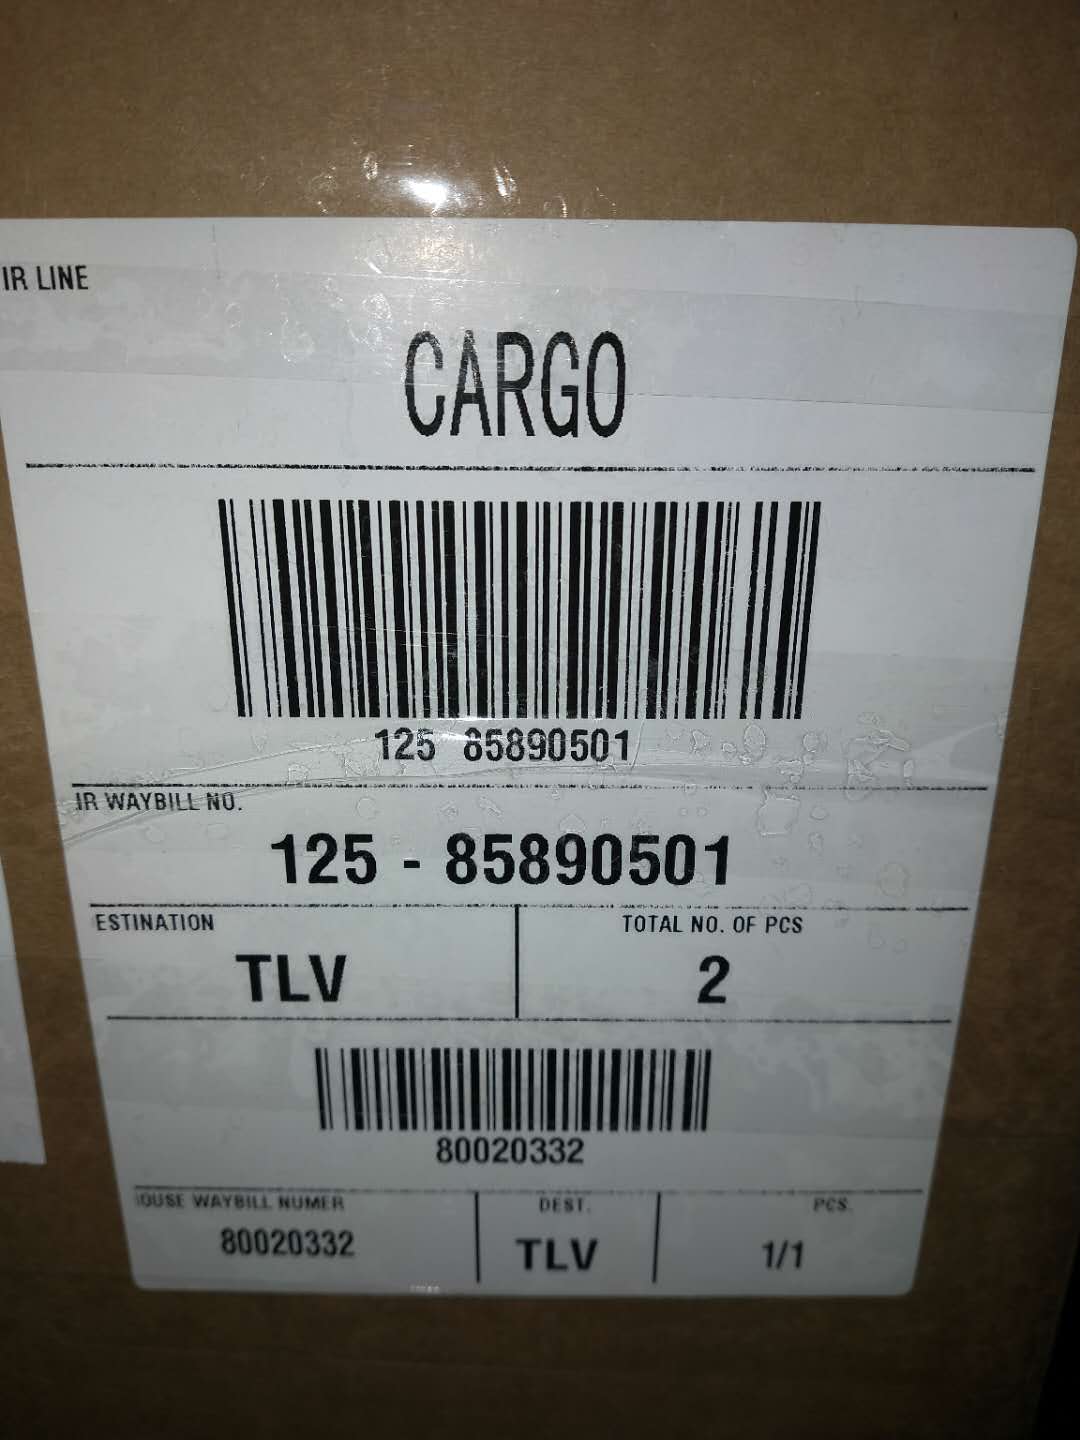 IR LINE
CARGO
125 85890501
IR WAYBILL NO.
125 - 85890501
ESTINATION
TOTAL NO. OF PCS
TLV
2
80020332
HOUSE WAYBILL NUMER
DEST.
PCS.
80020332
TLV
1/1